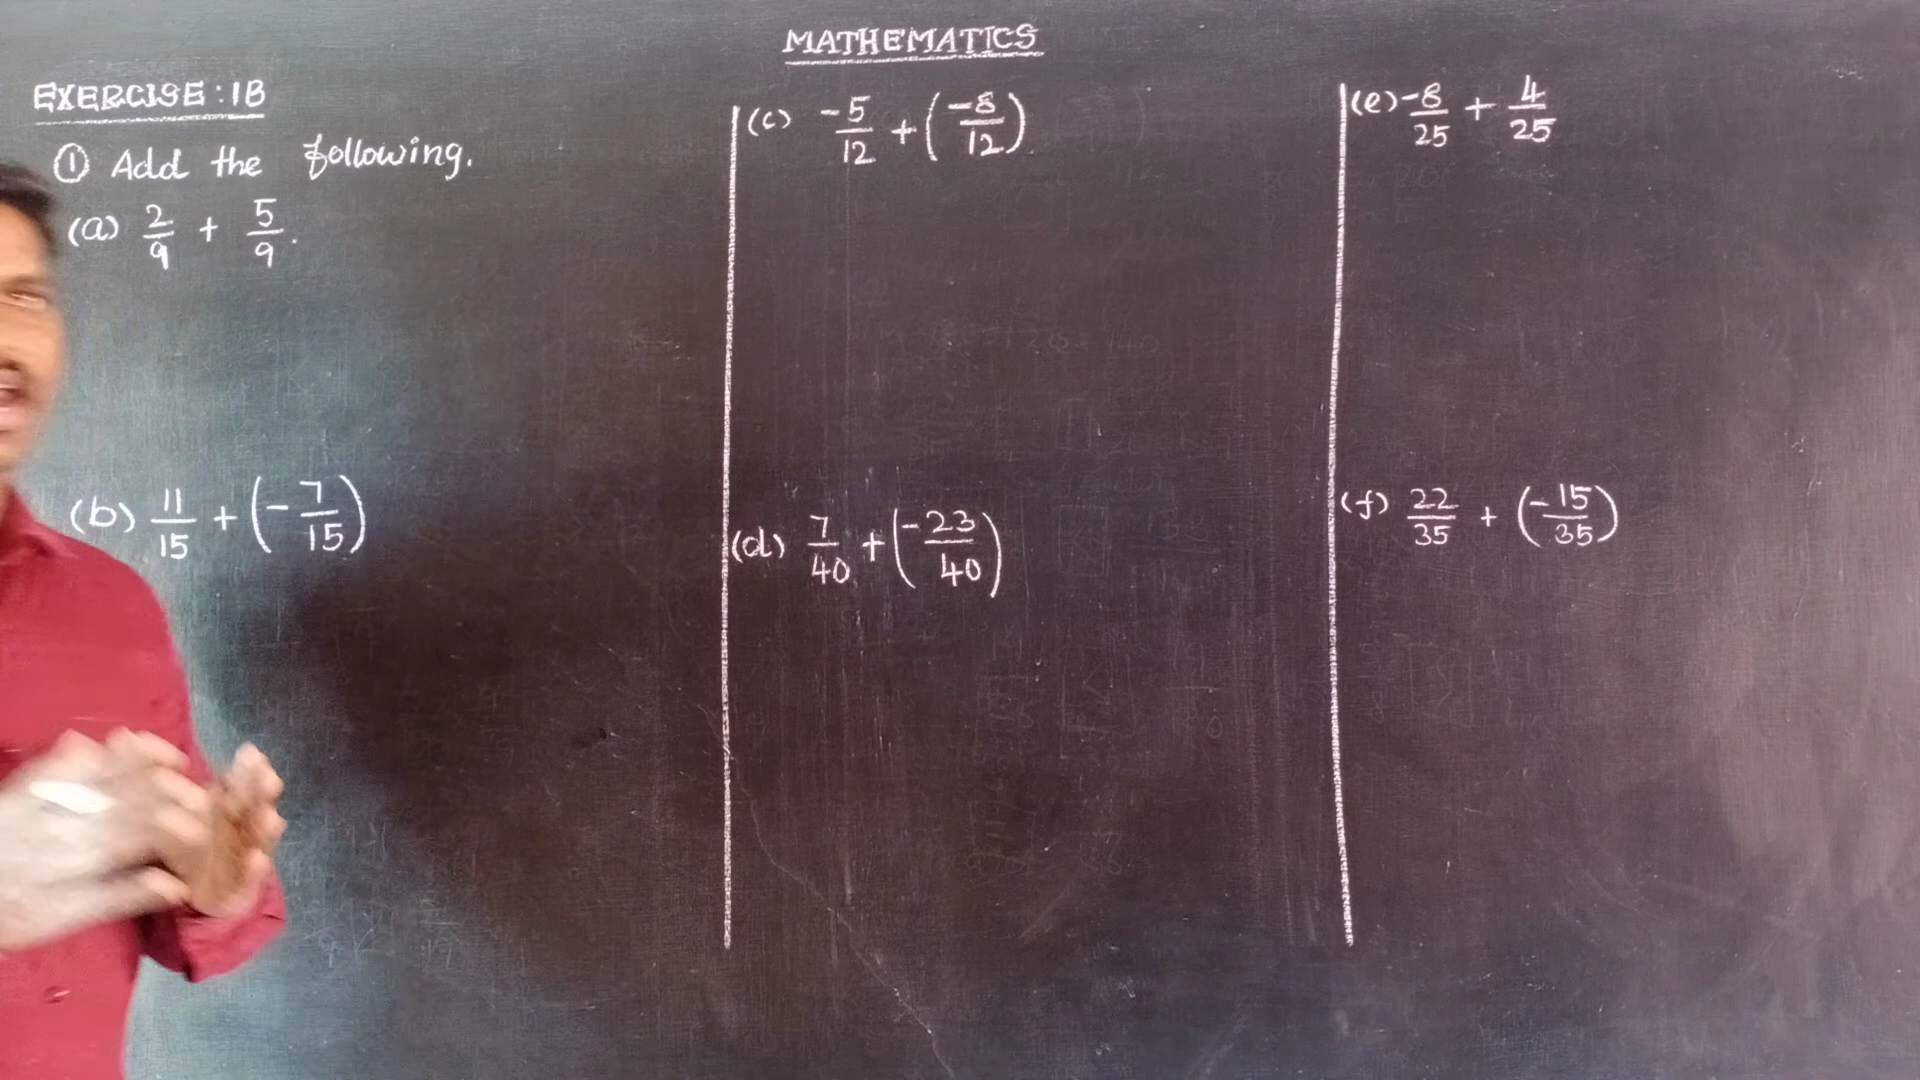 MATHEMATICS
EXERCISE : 1B
① Add the following.
(a) 2/9 + 5/9.
(b) 11/15 + (-7/15)
(c) -5/12 + (-8/12)
(d) 7/40 + (-23/40)
(e) -8/25 + 4/25
(f) 22/35 + (-15/35)